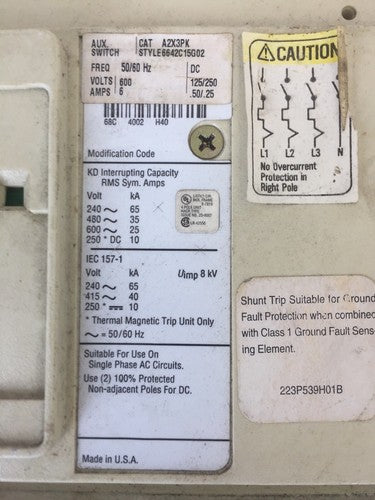 AUX. SWITCH CAT A2X3PK
STYLE6642C15G02
FREQ 50/60 Hz DC
VOLTS 600 125/250
AMPS 6 .50/.25
68C 4002 H40
Modification Code
KD Interrupting Capacity
RMS Sym. Amps
Volt kA
240 ~ 65
480 ~ 35
600 ~ 25
250 * DC 10
IEC 157-1
Uimp 8 kV
Volt kA
240 ~ 65
415 ~ 40
250 * ⎓ 10
* Thermal Magnetic Trip Unit Only
~ = 50/60 Hz
Suitable For Use On
Single Phase AC Circuits.
Use (2) 100% Protected
Non-adjacent Poles For DC.
Made in U.S.A.
CAUTION
L1 L2 L3 N
No Overcurrent
Protection in
Right Pole
Shunt Trip Suitable for Ground
Fault Protection when combined
with Class 1 Ground Fault Sens-
ing Element.
223P539H01B